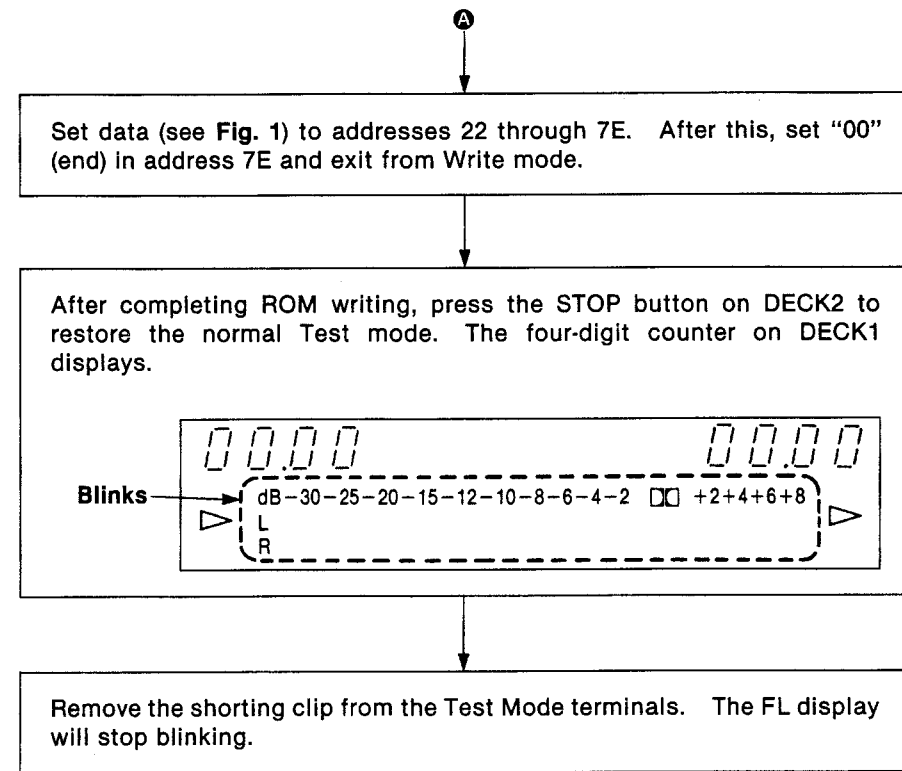 A
Set data (see Fig. 1) to addresses 22 through 7E. After this, set “00”
(end) in address 7E and exit from Write mode.
After completing ROM writing, press the STOP button on DECK2 to
restore the normal Test mode. The four-digit counter on DECK1
displays.
00.00 00.00
Blinks
dB-30-25-20-15-12-10-8-6-4-2 +2+4+6+8
L
R
Remove the shorting clip from the Test Mode terminals. The FL display
will stop blinking.